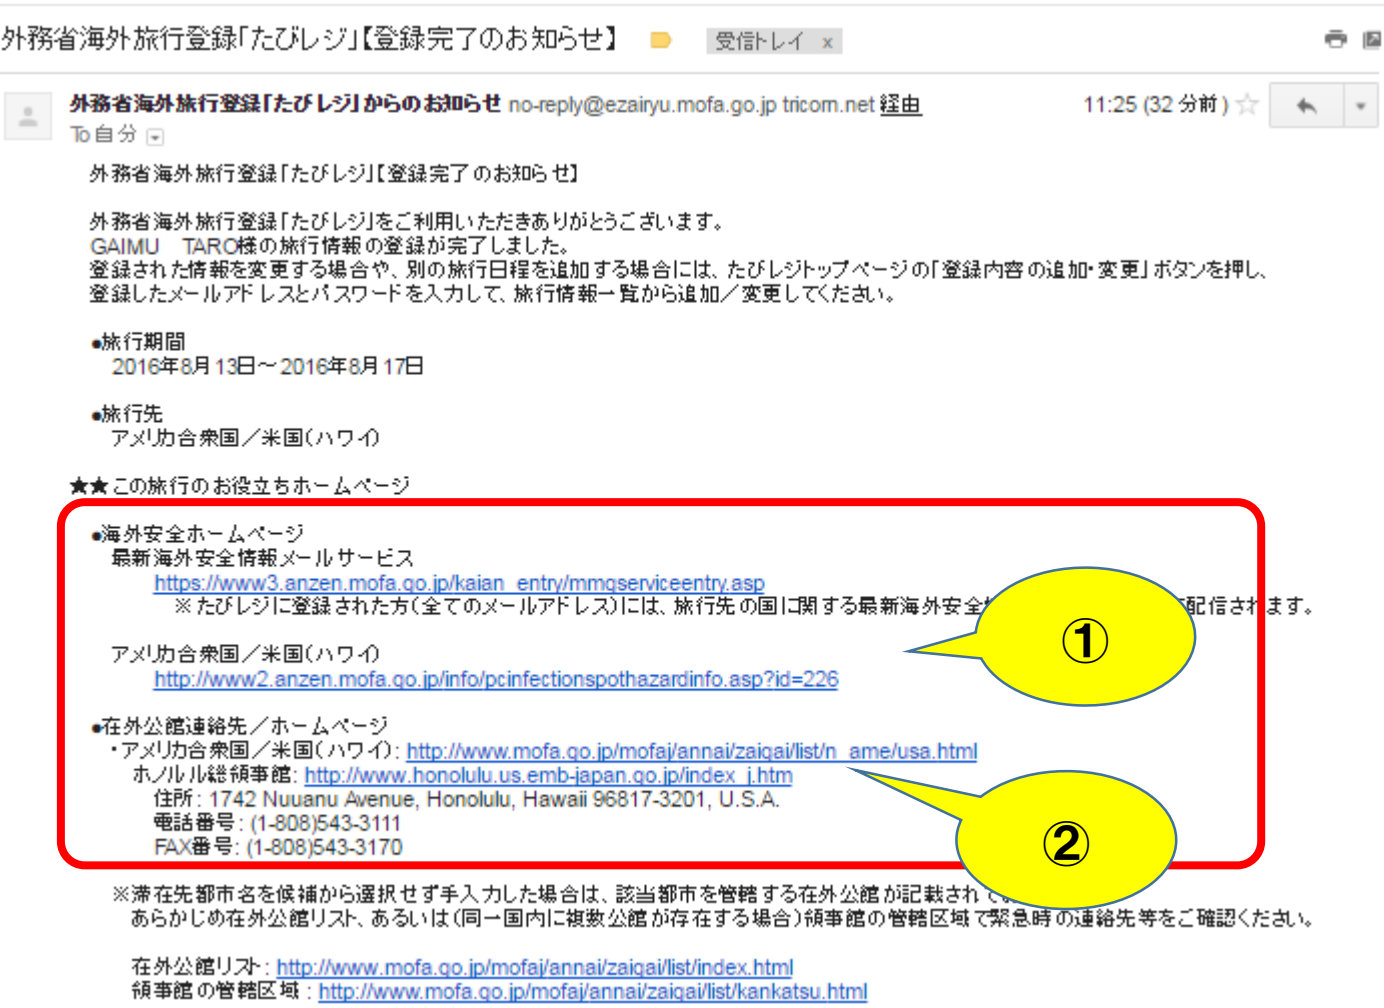 外務省海外旅行登録「たびレジ」【登録完了のお知らせ】 受信トレイ x
外務省海外旅行登録「たびレジ」からのお知らせ no-reply@ezairyu.mofa.go.jp tricorn.net 経由 11:25 (32 分前)
To 自分
外務省海外旅行登録「たびレジ」【登録完了のお知らせ】
外務省海外旅行登録「たびレジ」をご利用いただきありがとうございます。
GAIMU TARO様の旅行情報の登録が完了しました。
登録された情報を変更する場合や、別の旅行日程を追加する場合には、たびレジトップページの「登録内容の追加・変更」ボタンを押し、
登録したメールアドレスとパスワードを入力して、旅行情報一覧から追加／変更してください。
●旅行期間
2016年8月13日～2016年8月17日
●旅行先
アメリカ合衆国／米国(ハワイ)
★★この旅行のお役立ちホームページ
●海外安全ホームページ
最新海外安全情報メールサービス
https://www3.anzen.mofa.go.jp/kaian_entry/mmgserviceentry.asp
※たびレジに登録された方(全てのメールアドレス)には、旅行先の国に関する最新海外安全 配信されます。
①
アメリカ合衆国／米国(ハワイ)
http://www2.anzen.mofa.go.jp/info/pcinfectionspothazardinfo.asp?id=226
●在外公館連絡先／ホームページ
・アメリカ合衆国／米国(ハワイ): http://www.mofa.go.jp/mofaj/annai/zaigai/list/n_ame/usa.html
ホノルル総領事館: http://www.honolulu.us.emb-japan.go.jp/index_j.htm
住所: 1742 Nuuanu Avenue, Honolulu, Hawaii 96817-3201, U.S.A.
電話番号: (1-808)543-3111
②
FAX番号: (1-808)543-3170
※滞在先都市名を候補から選択せず手入力した場合は、該当都市を管轄する在外公館が記載され
あらかじめ在外公館リスト、あるいは(同一国内に複数公館が存在する場合)領事館の管轄区域で緊急時の連絡先等をご確認ください。
在外公館リスト: http://www.mofa.go.jp/mofaj/annai/zaigai/list/index.html
領事館の管轄区域: http://www.mofa.go.jp/mofaj/annai/zaigai/list/kankatsu.html